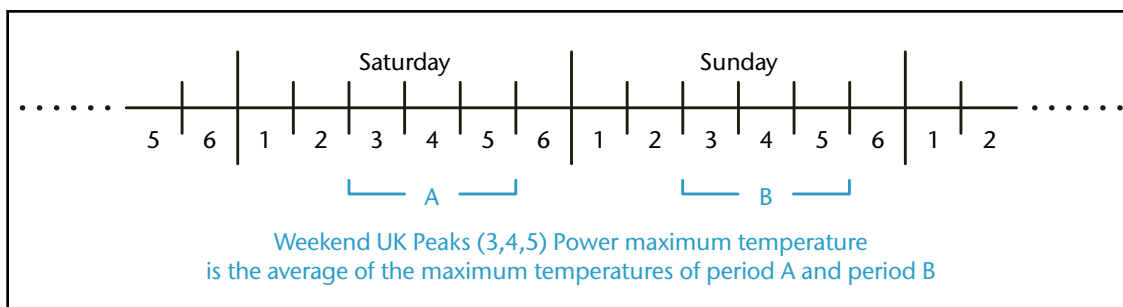 Saturday Sunday
5 6 1 2 3 4 5 6 1 2 3 4 5 6 1 2
A B
Weekend UK Peaks (3,4,5) Power maximum temperature
is the average of the maximum temperatures of period A and period B